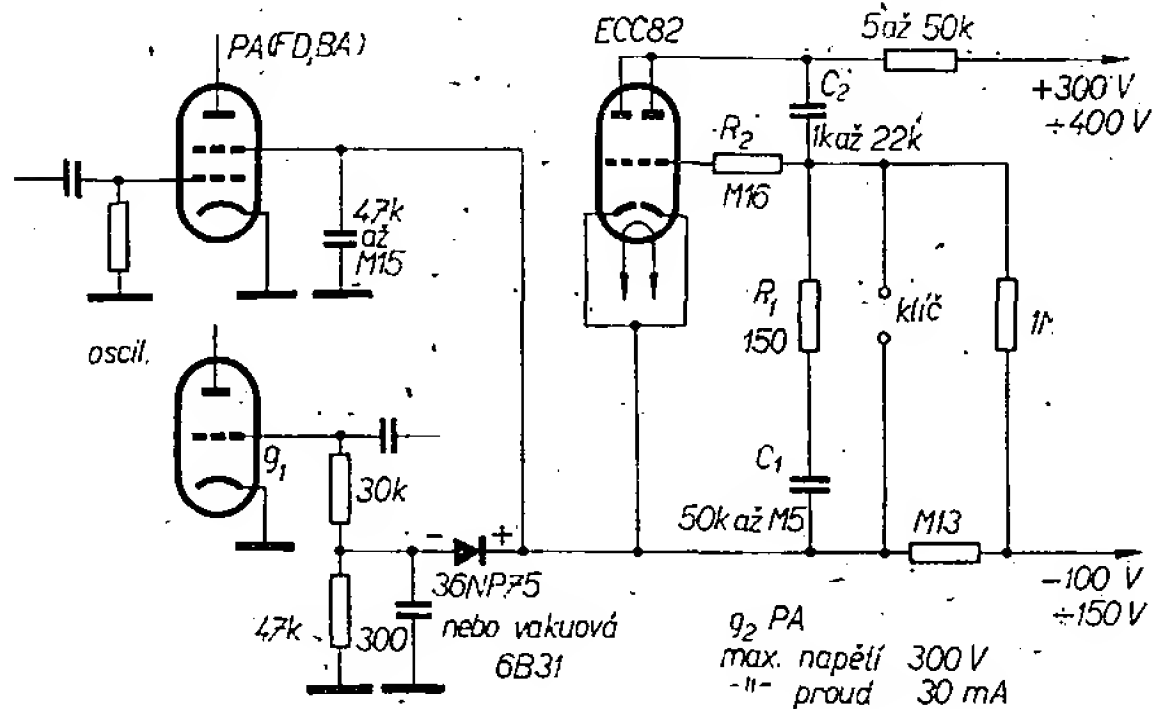 PA(FD,BA)
ECC82
5 až 50k
+300 V
÷400 V
C2
1k až 22k
R2
M16
47k
až
M15
R1
150
klíč
oscil.
g1
30k
C1
50k až M5
M13
- +
36NP75
nebo vakuová
6B31
47k
300
-100 V
÷150 V
g2 PA
max. napětí 300 V
-"- proud 30 mA